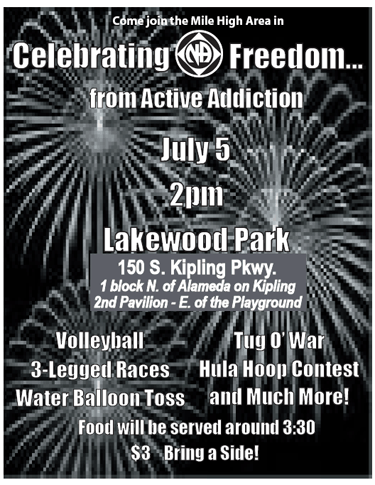 Come join the Mile High Area in
Celebrating NA Freedom...
from Active Addiction
July 5
2pm
Lakewood Park
150 S. Kipling Pkwy.
1 block N. of Alameda on Kipling
2nd Pavilion - E. of the Playground
Volleyball
3-Legged Races
Water Balloon Toss
Tug O' War
Hula Hoop Contest
and Much More!
Food will be served around 3:30
$3 Bring a Side!